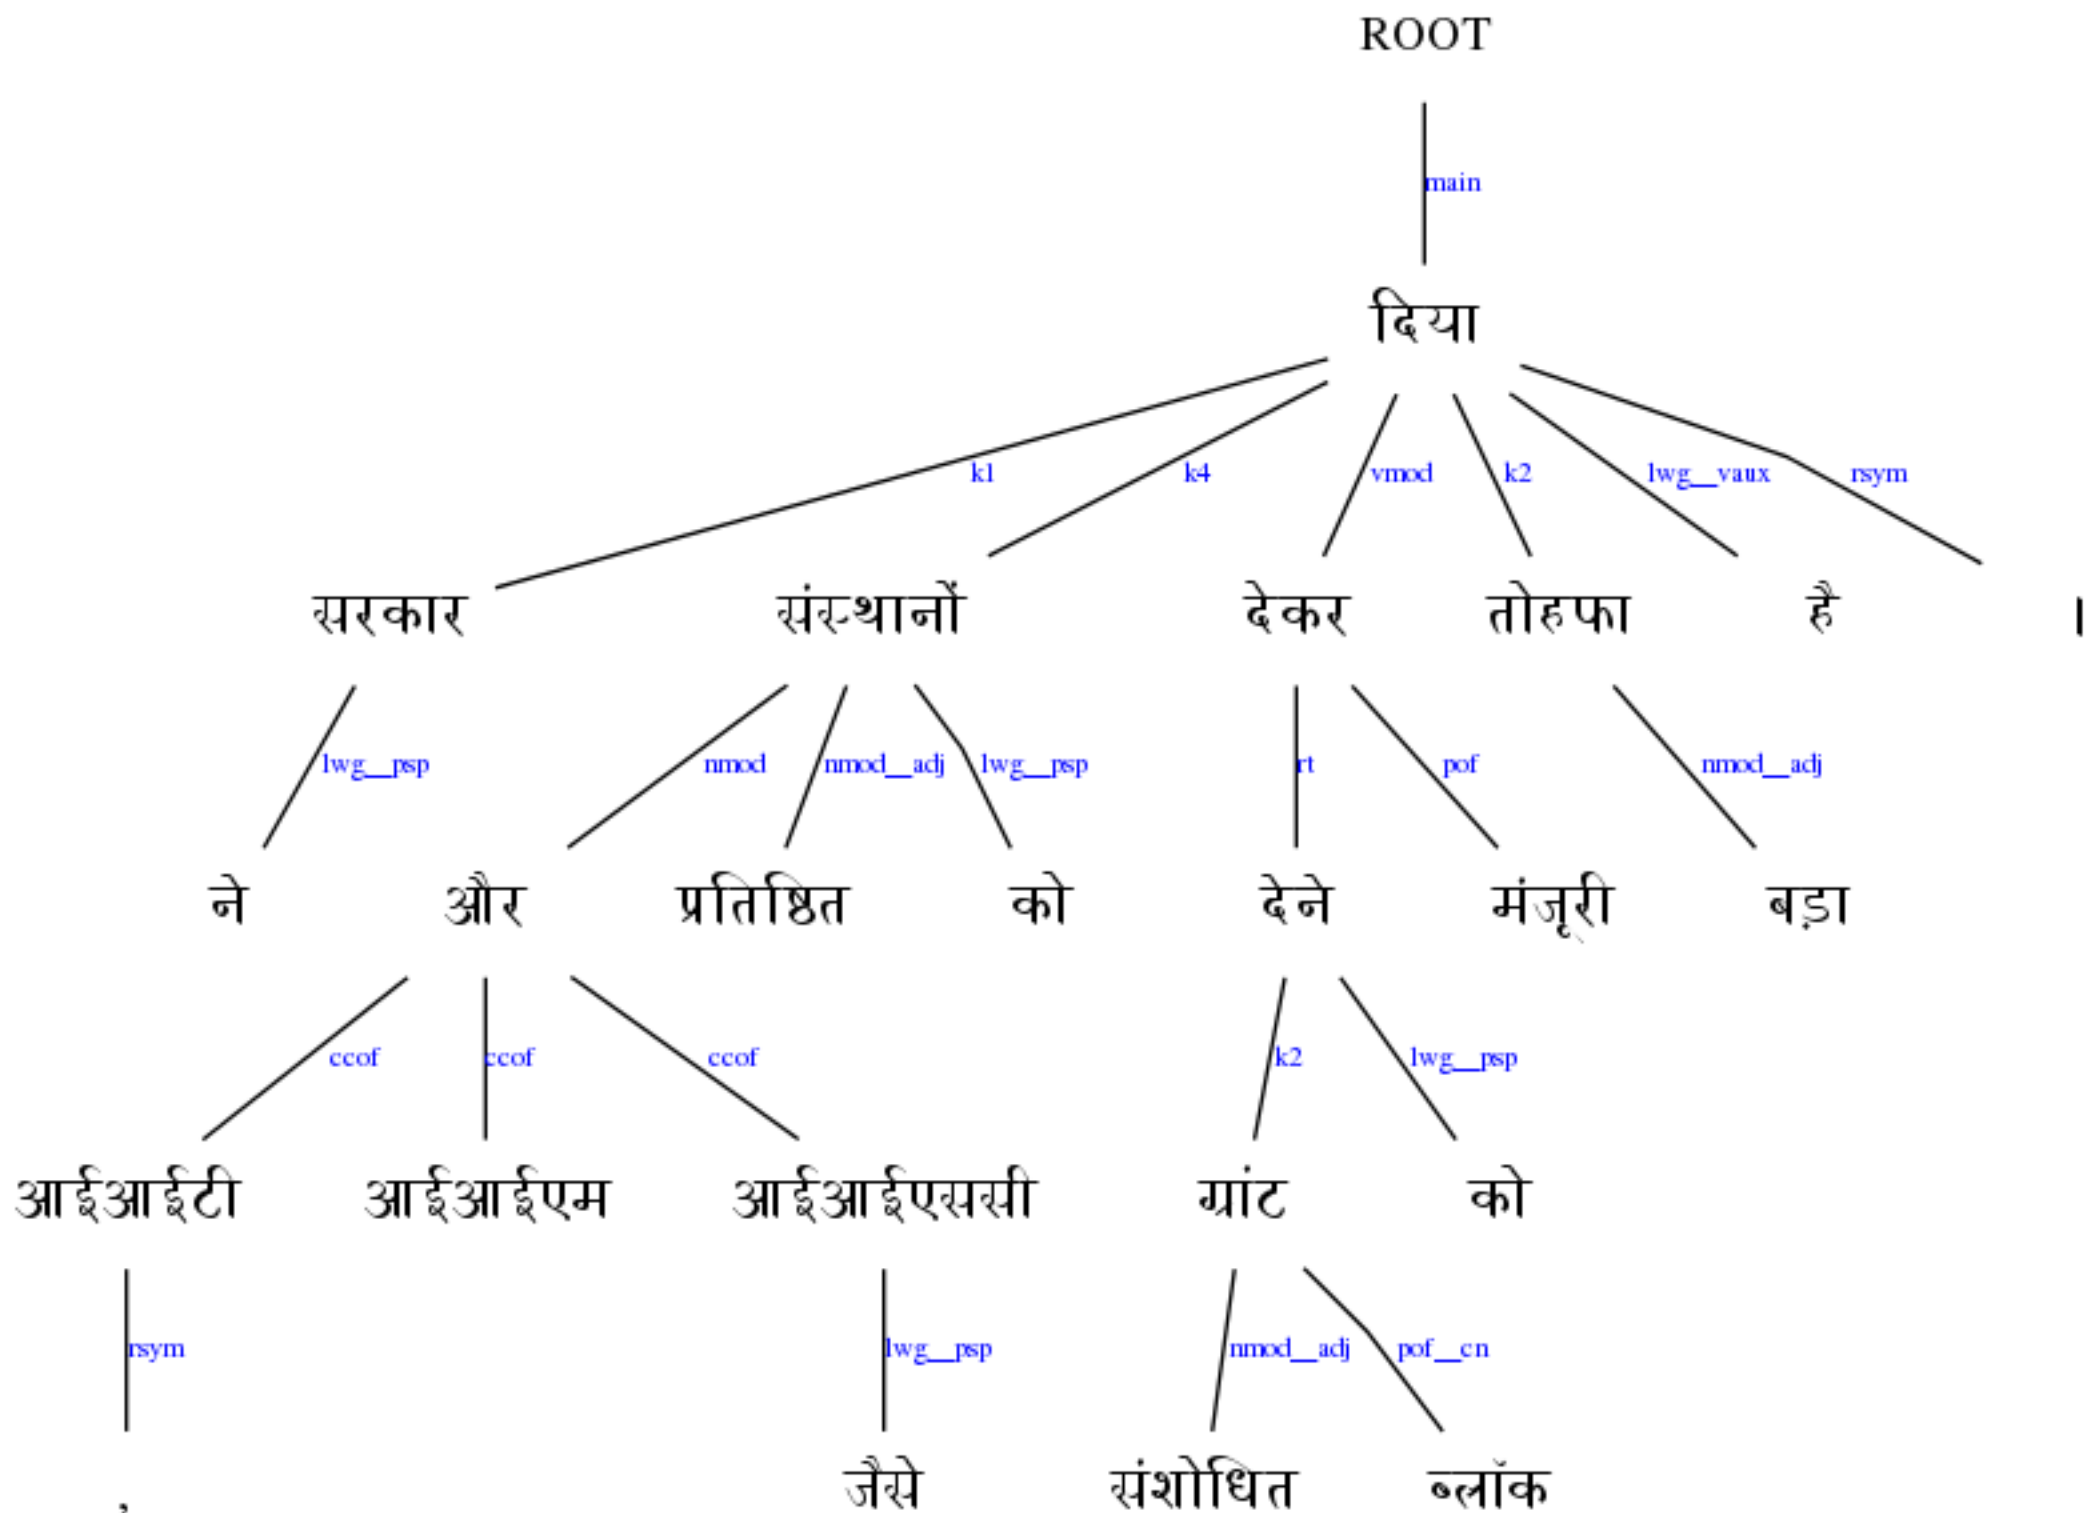 ROOT
main
दिया
k1 k4 vmod k2 lwg__vaux rsym
सरकार संस्थानों देकर तोहफा है ।
lwg__psp nmod nmod__adj lwg__psp rt pof nmod__adj
ने और प्रतिष्ठित को देने मंजूरी बड़ा
ccof ccof ccof k2 lwg__psp
आईआईटी आईआईएम आईआईएससी ग्रांट को
rsym lwg__psp nmod__adj pof__cn
, जैसे संशोधित ब्लॉक